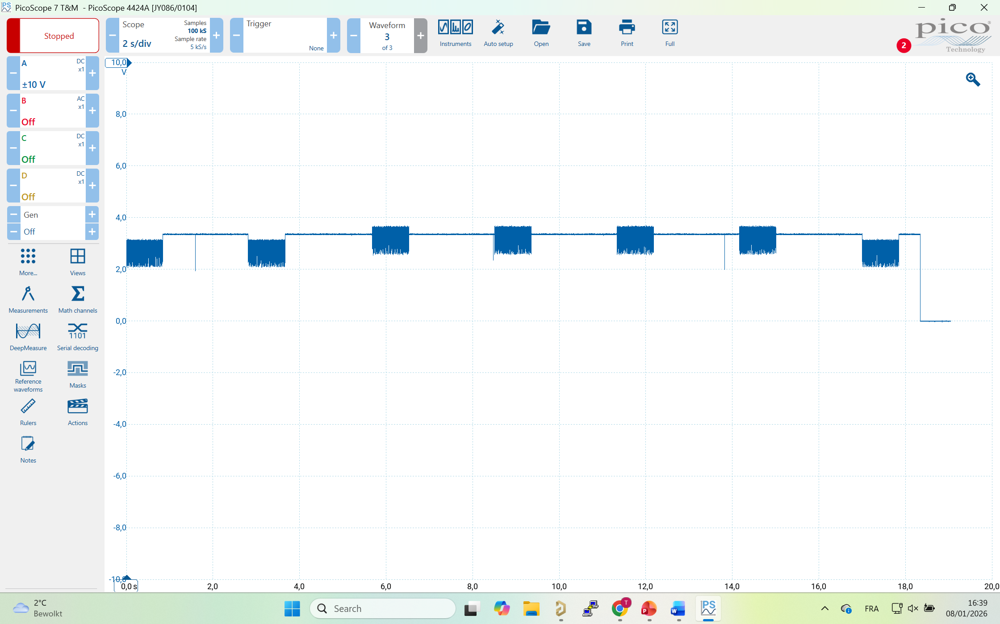 PicoScope 7 T&M - PicoScope 4424A [JY086/0104]
Stopped
Scope
2 s/div
Samples
100 kS
Sample rate
5 kS/s
Trigger
None
Waveform
3
of 3
Instruments
Auto setup
Open
Save
Print
Full
2
pico
Technology
A
DC
x1
±10 V
B
AC
x1
Off
C
DC
x1
Off
D
DC
x1
Off
Gen
Off
More...
Views
Measurements
Math channels
DeepMeasure
1101
Serial decoding
Reference
waveforms
Masks
Rulers
Actions
Notes
10,0
V
8,0
6,0
4,0
2,0
0,0
-2,0
-4,0
-6,0
-8,0
-10,0
0,0 s
2,0
4,0
6,0
8,0
10,0
12,0
14,0
16,0
18,0
20,0
2°C
Bewolkt
Search
T
P
W
PS
FRA
16:39
08/01/2026